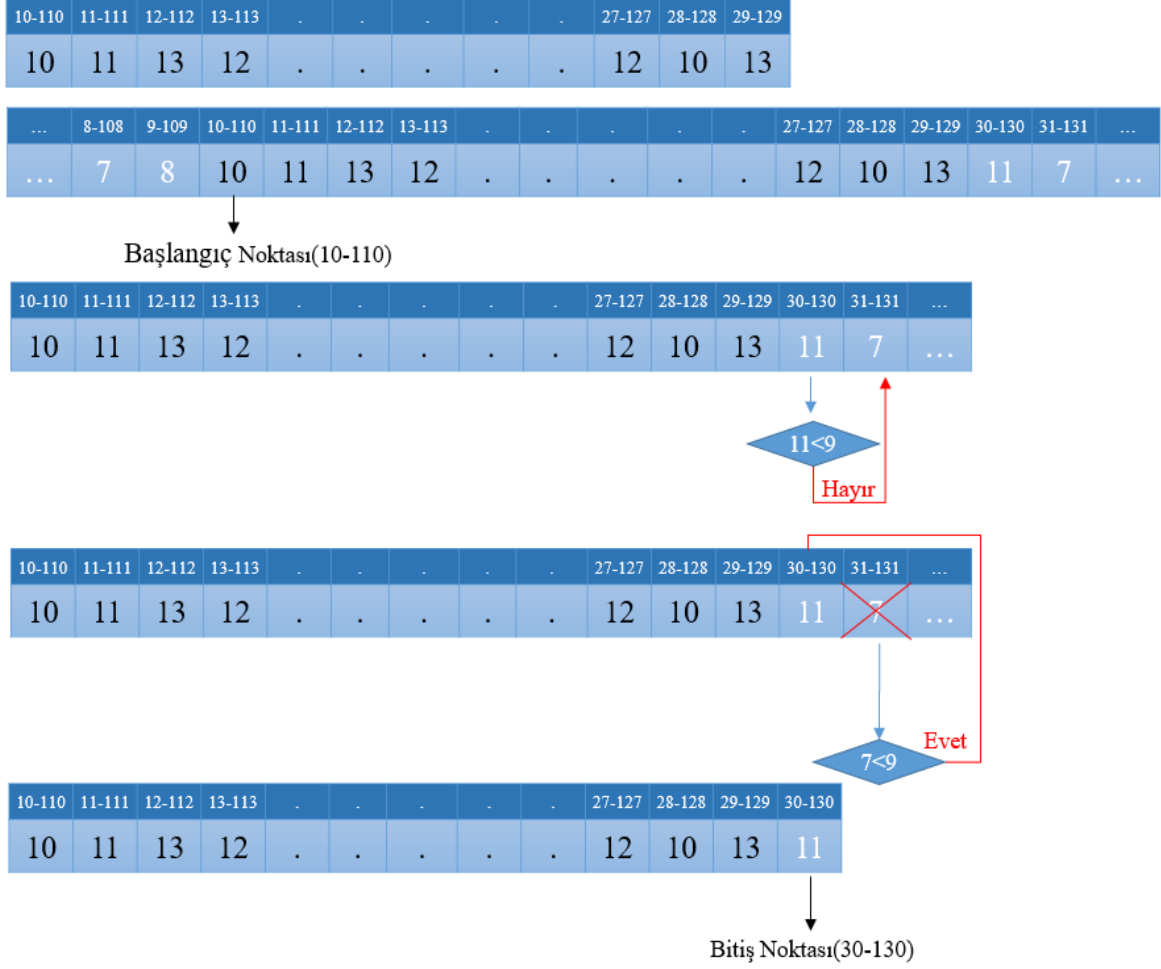 10-110 11-111 12-112 13-113 . . . . . 27-127 28-128 29-129
10 11 13 12 . . . . . 12 10 13
... 8-108 9-109 10-110 11-111 12-112 13-113 . . . . . 27-127 28-128 29-129 30-130 31-131 ...
... 7 8 10 11 13 12 . . . . . 12 10 13 11 7 ...
Başlangıç Noktası(10-110)
10-110 11-111 12-112 13-113 . . . . . 27-127 28-128 29-129 30-130 31-131 ...
10 11 13 12 . . . . . 12 10 13 11 7 ...
11<9
Hayır
10-110 11-111 12-112 13-113 . . . . . 27-127 28-128 29-129 30-130 31-131 ...
10 11 13 12 . . . . . 12 10 13 11 7 ...
Evet
7<9
10-110 11-111 12-112 13-113 . . . . . 27-127 28-128 29-129 30-130
10 11 13 12 . . . . . 12 10 13 11
Bitiş Noktası(30-130)